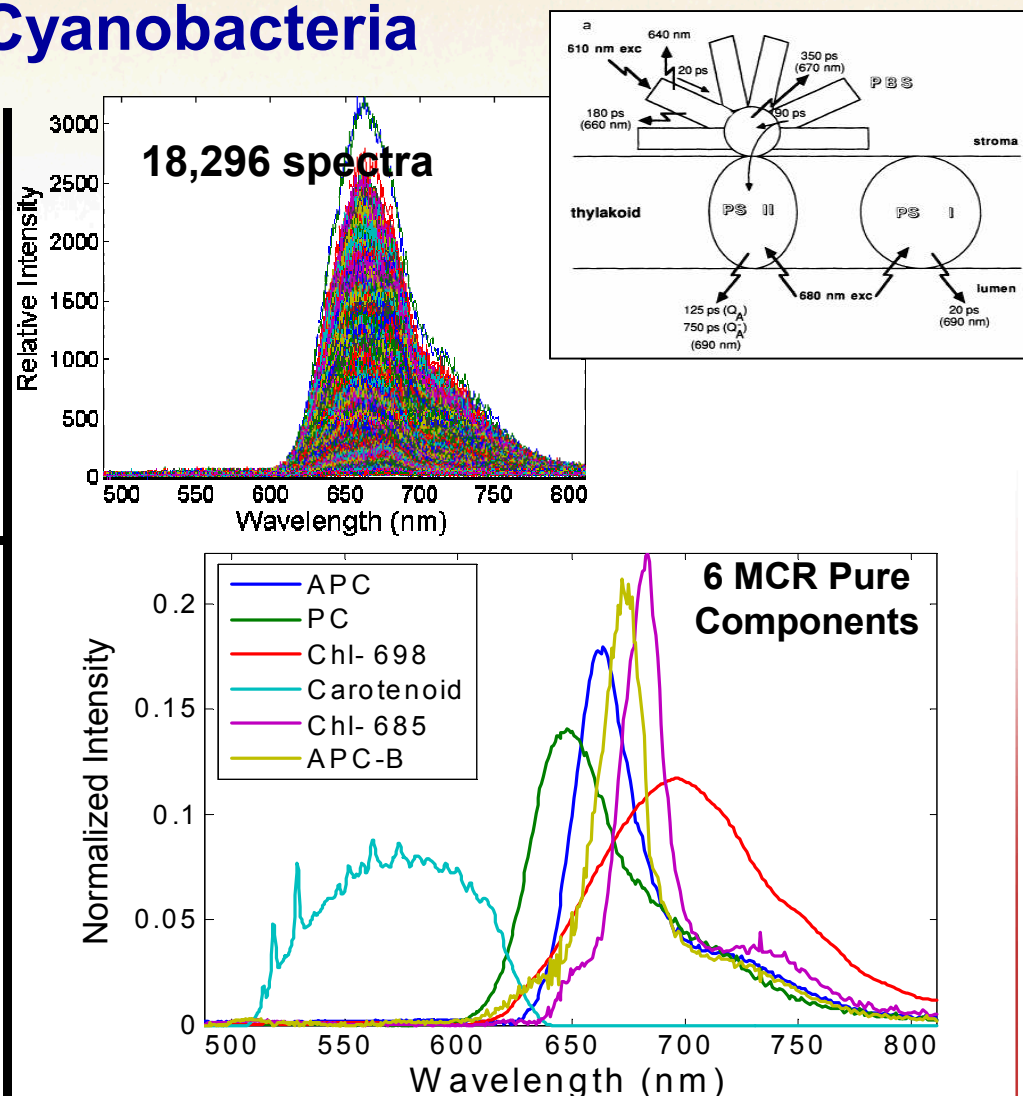 Cyanobacteria
18,296 spectra
Relative Intensity
3000
2500
2000
1500
1000
500
0
500 550 600 650 700 750 800
Wavelength (nm)
a
610 nm exc
640 nm
20 ps
350 ps
(670 nm)
PBS
180 ps
(660 nm)
90 ps
stroma
thylakoid
PS II
PS I
lumen
680 nm exc
125 ps (QA)
750 ps (QA-)
(690 nm)
20 ps
(690 nm)
6 MCR Pure
Components
APC
PC
Chl-698
Carotenoid
Chl-685
APC-B
Normalized Intensity
0.2
0.15
0.1
0.05
0
500 550 600 650 700 750 800
Wavelength (nm)